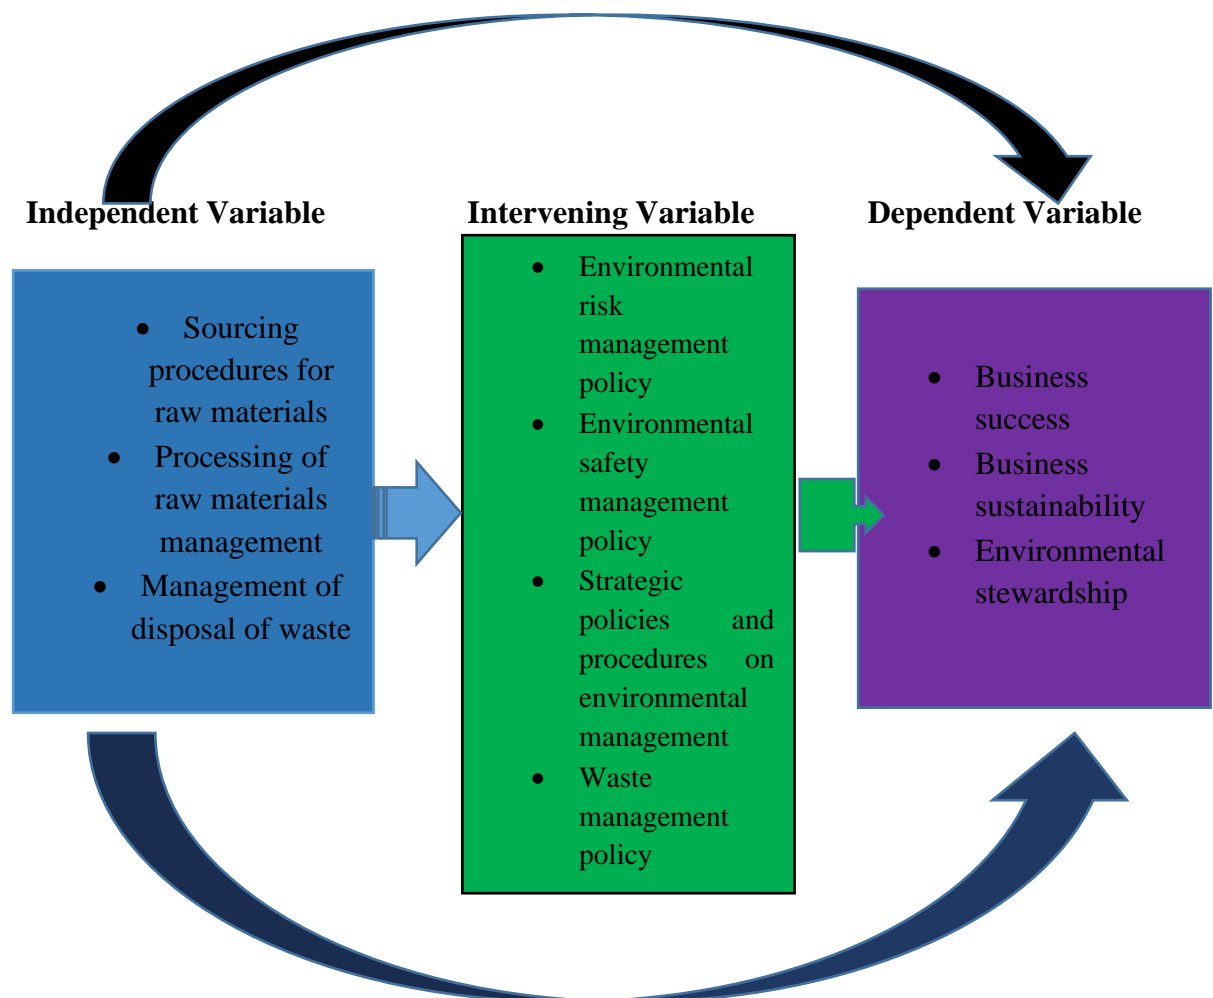 Independent Variable
Intervening Variable
Dependent Variable
• Sourcing
procedures for
raw materials
• Processing of
raw materials
management
• Management of
disposal of waste
• Environmental
risk
management
policy
• Environmental
safety
management
policy
• Strategic
policies and
procedures on
environmental
management
• Waste
management
policy
• Business
success
• Business
sustainability
• Environmental
stewardship